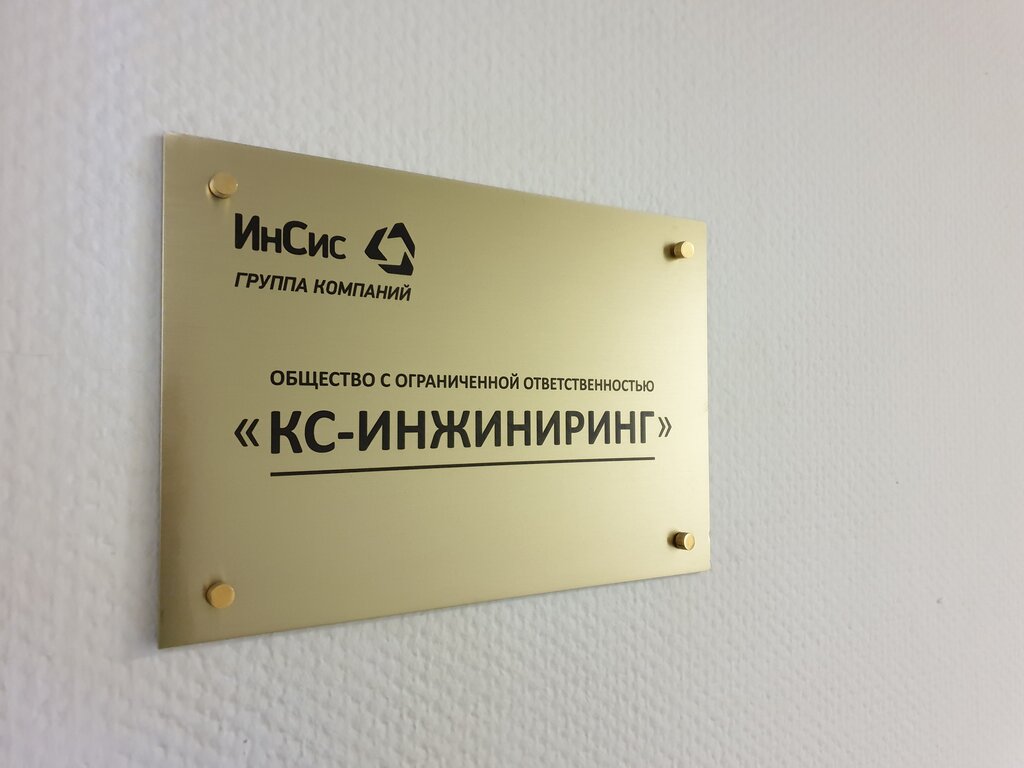 ИнСис
ГРУППА КОМПАНИЙ
ОБЩЕСТВО С ОГРАНИЧЕННОЙ ОТВЕТСТВЕННОСТЬЮ
«КС-ИНЖИНИРИНГ»